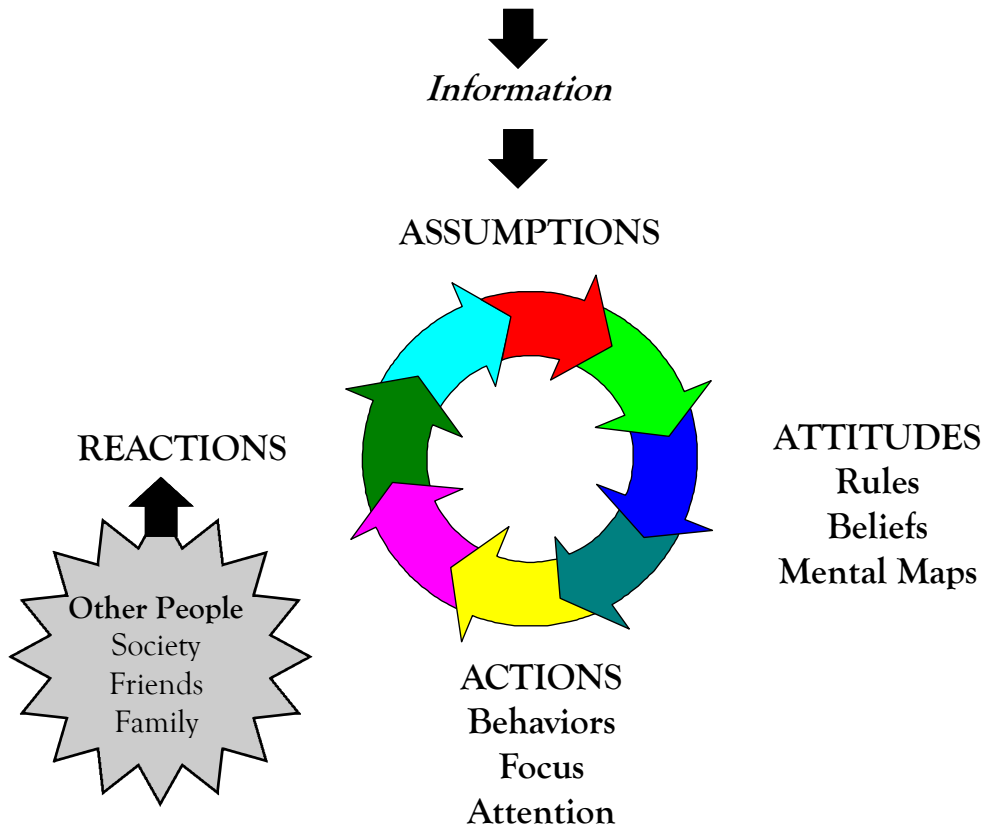 Information
ASSUMPTIONS
ATTITUDES
Rules
Beliefs
Mental Maps
ACTIONS
Behaviors
Focus
Attention
REACTIONS
Other People
Society
Friends
Family